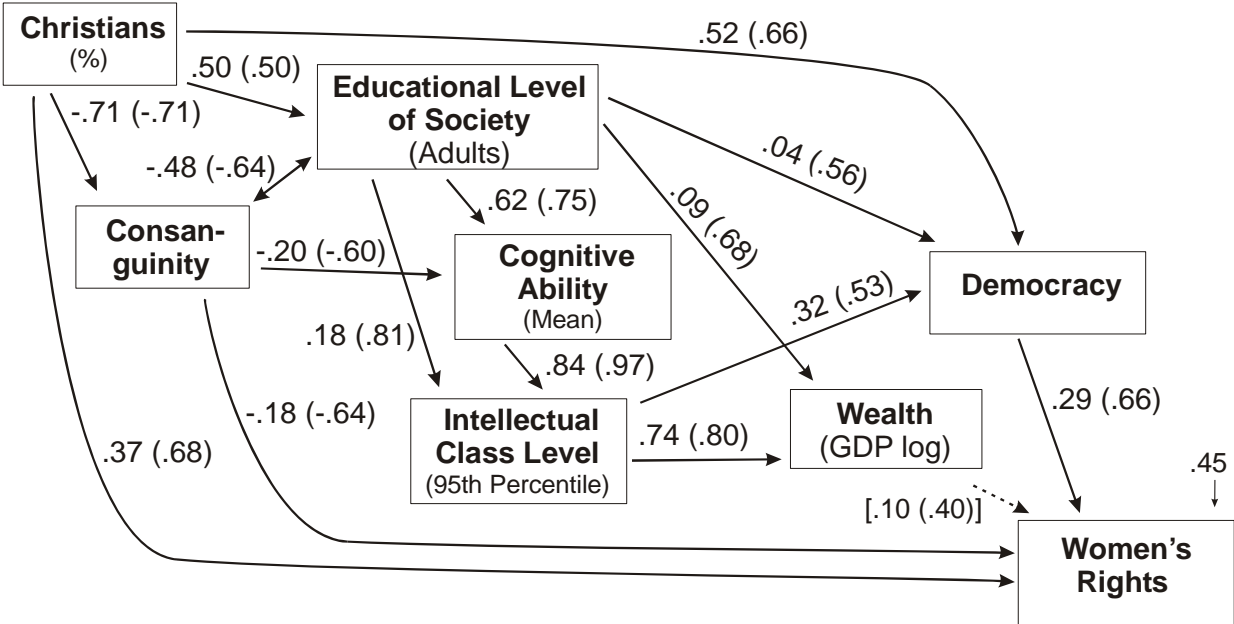 Christians
(%)
.52 (.66)
.50 (.50)
Educational Level
of Society
(Adults)
-.71 (-.71)
-.48 (-.64)
.04 (.56)
.62 (.75)
.09 (.68)
Consan-
guinity
-.20 (-.60)
Cognitive
Ability
(Mean)
Democracy
.32 (.53)
.18 (.81)
.84 (.97)
Intellectual
Class Level
(95th Percentile)
-.18 (-.64)
.74 (.80)
Wealth
(GDP log)
.29 (.66)
.37 (.68)
.45
[.10 (.40)]
Women's
Rights